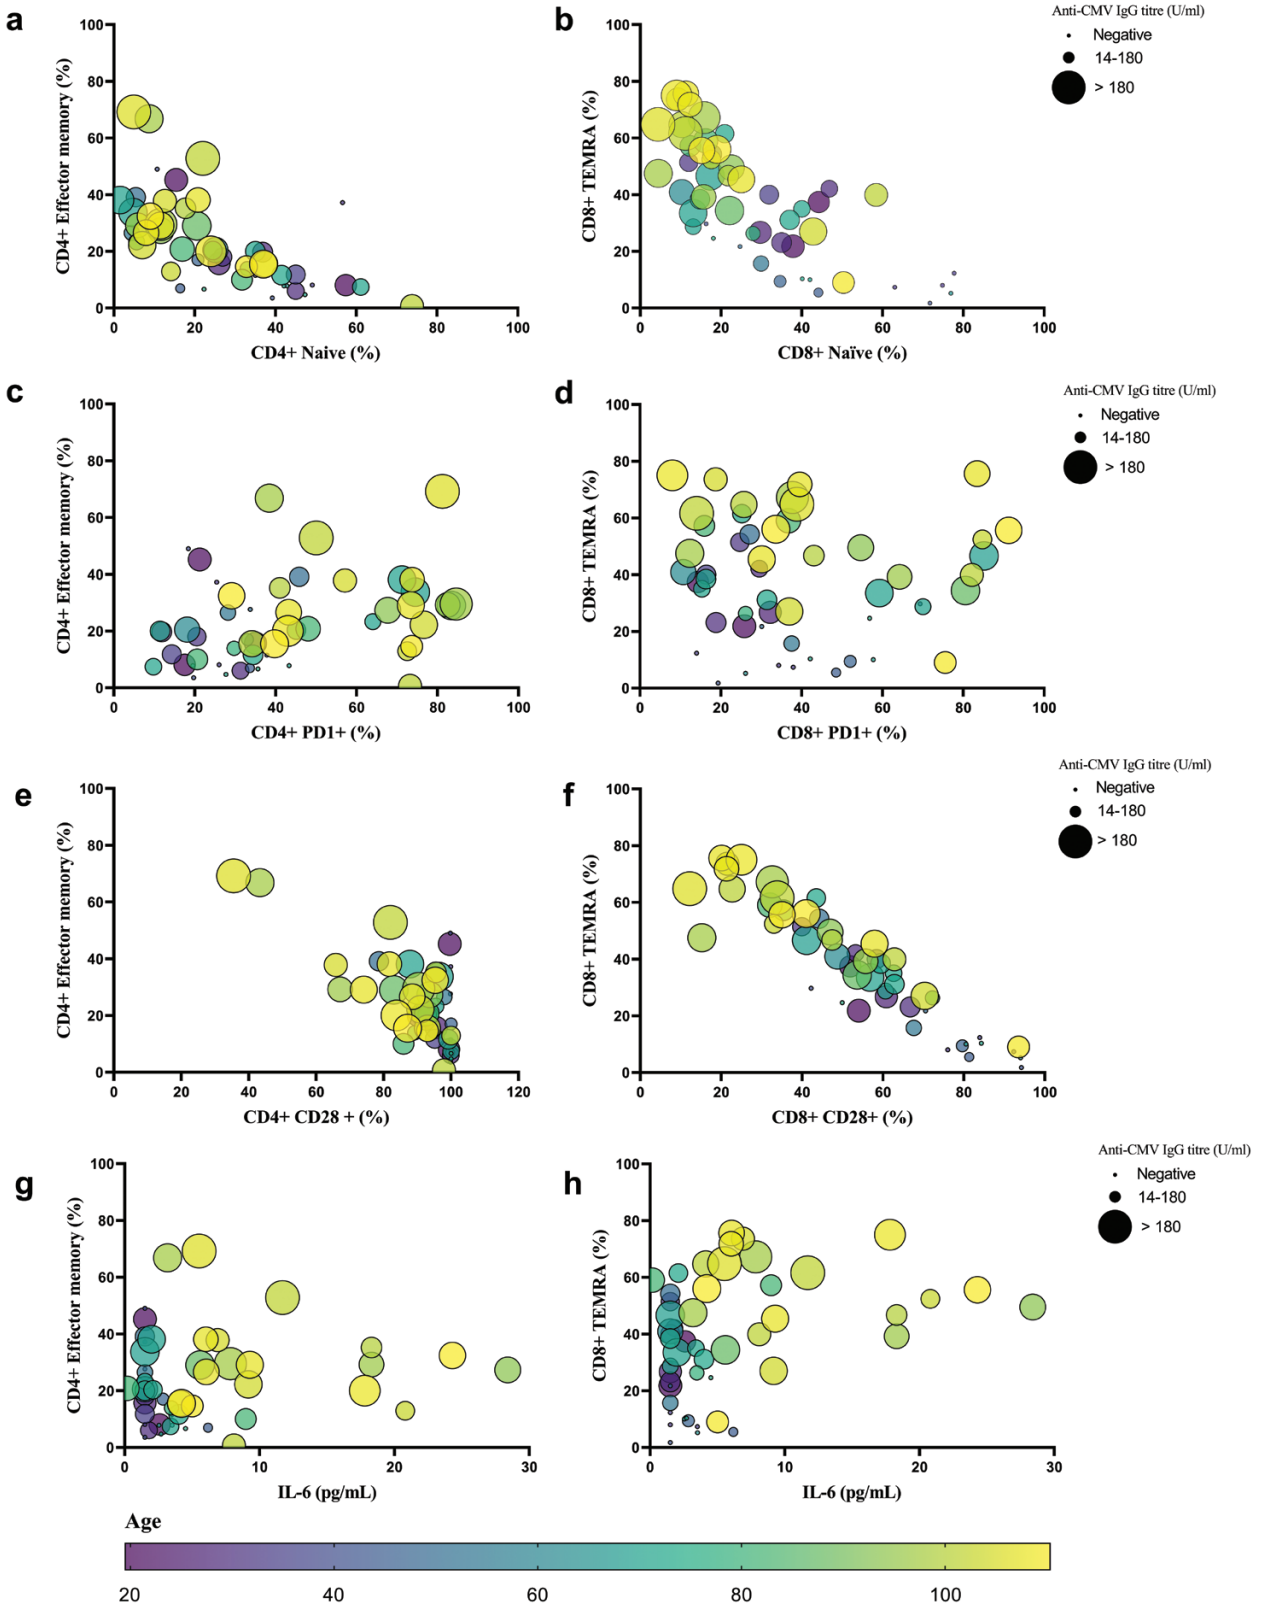 a
100
80
60
40
20
0
CD4+ Effector memory (%)
0 20 40 60 80 100
CD4+ Naive (%)
b
100
80
60
40
20
0
CD8+ TEMRA (%)
0 20 40 60 80 100
CD8+ Naïve (%)
Anti-CMV IgG titre (U/ml)
Negative
14-180
> 180
c
100
80
60
40
20
0
CD4+ Effector memory (%)
0 20 40 60 80 100
CD4+ PD1+ (%)
d
100
80
60
40
20
0
CD8+ TEMRA (%)
0 20 40 60 80 100
CD8+ PD1+ (%)
Anti-CMV IgG titre (U/ml)
Negative
14-180
> 180
e
100
80
60
40
20
0
CD4+ Effector memory (%)
0 20 40 60 80 100 120
CD4+ CD28 + (%)
f
100
80
60
40
20
0
CD8+ TEMRA (%)
0 20 40 60 80 100
CD8+ CD28+ (%)
Anti-CMV IgG titre (U/ml)
Negative
14-180
> 180
g
100
80
60
40
20
0
CD4+ Effector memory (%)
0 10 20 30
IL-6 (pg/mL)
h
100
80
60
40
20
0
CD8+ TEMRA (%)
0 10 20 30
IL-6 (pg/mL)
Anti-CMV IgG titre (U/ml)
Negative
14-180
> 180
Age
20 40 60 80 100